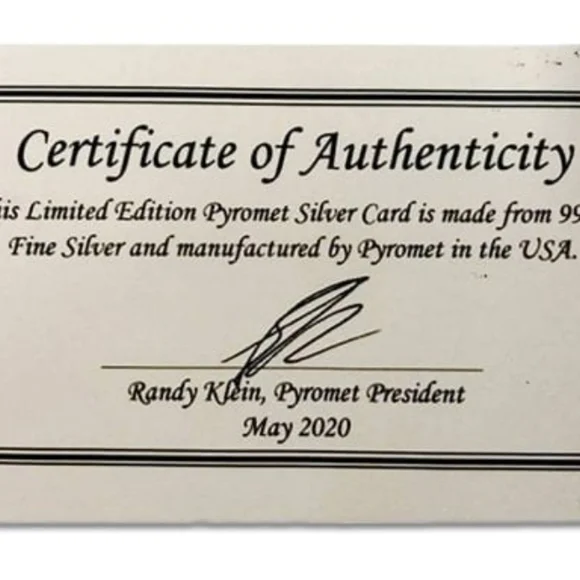 Certificate of Authenticity
is Limited Edition Pyromet Silver Card is made from 99
Fine Silver and manufactured by Pyromet in the USA.
Randy Klein, Pyromet President
May 2020